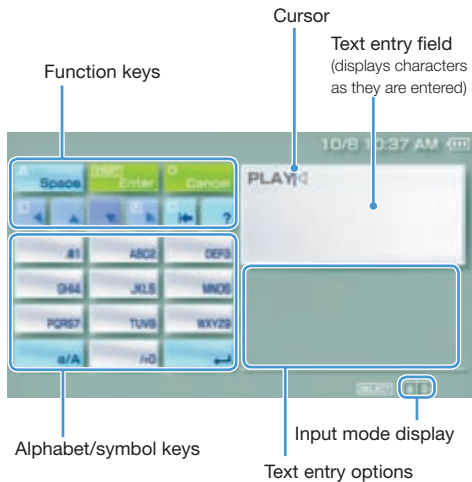 Cursor
Text entry field
(displays characters
as they are entered)
Function keys
10/8 10:37 AM
Space
Enter
Cancel
PLAY
?
.@1
ABC2
DEF3
GHI4
JKL5
MNO6
PQRS7
TUV8
WXYZ9
a/A
SELECT
Input mode display
Alphabet/symbol keys
Text entry options